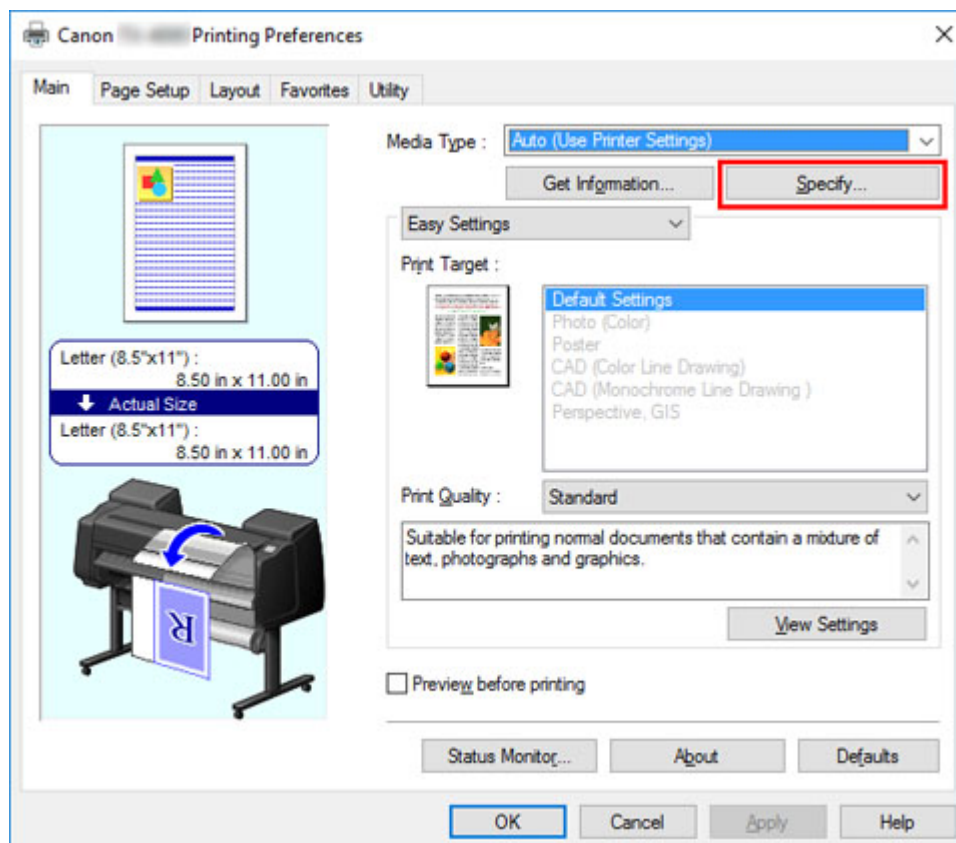 Canon Printing Preferences
Main Page Setup Layout Favorites Utility
Media Type : Auto (Use Printer Settings)
Get Information... Specify...
Easy Settings
Print Target :
Default Settings
Photo (Color)
Poster
CAD (Color Line Drawing)
CAD (Monochrome Line Drawing )
Perspective, GIS
Letter (8.5"x11") :
8.50 in x 11.00 in
Actual Size
Letter (8.5"x11") :
8.50 in x 11.00 in
R
Print Quality : Standard
Suitable for printing normal documents that contain a mixture of
text, photographs and graphics.
View Settings
Preview before printing
Status Monitor... About Defaults
OK Cancel Apply Help